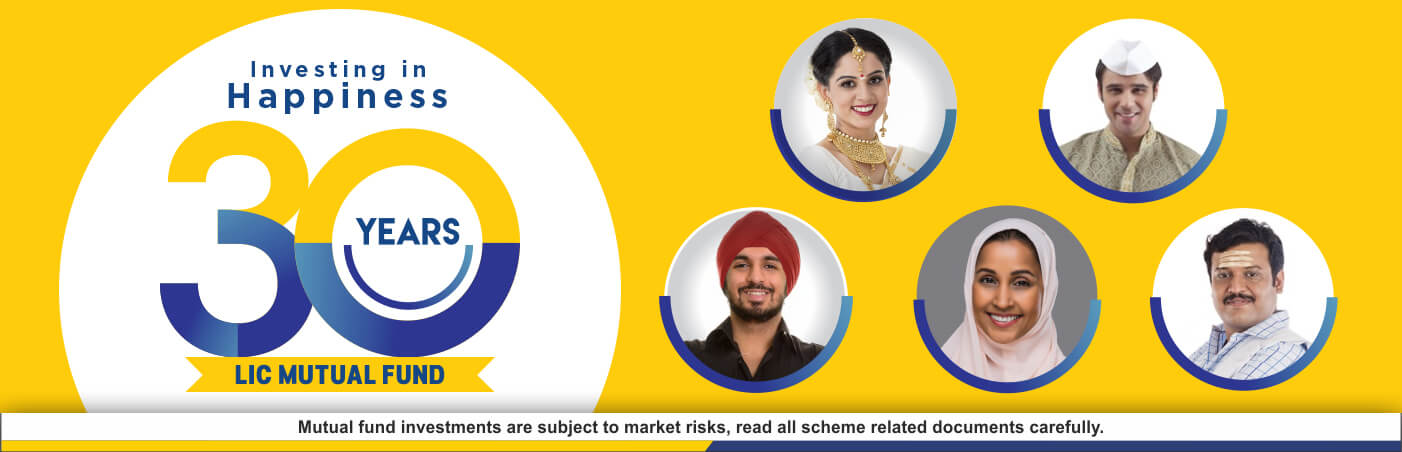 Investing in
Happiness
30
YEARS
LIC MUTUAL FUND
Mutual fund investments are subject to market risks, read all scheme related documents carefully.